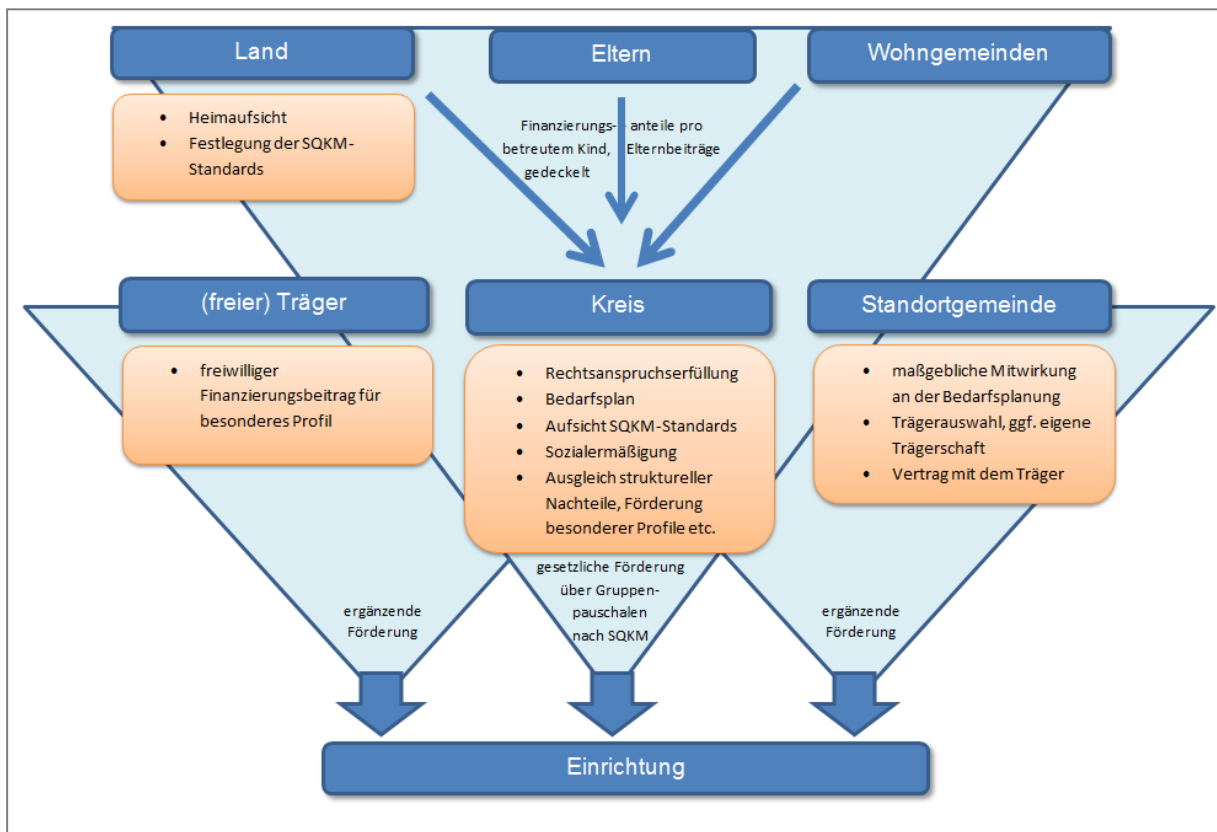 Land
Eltern
Wohngemeinden
• Heimaufsicht
• Festlegung der SQKM-
Standards
Finanzierungs- anteile pro
betreutem Kind, Elternbeiträge
gedeckelt
(freier) Träger
Kreis
Standortgemeinde
• freiwilliger
Finanzierungsbeitrag für
besonderes Profil
• Rechtsanspruchserfüllung
• Bedarfsplan
• Aufsicht SQKM-Standards
• Sozialermäßigung
• Ausgleich struktureller
Nachteile, Förderung
besonderer Profile etc.
• maßgebliche Mitwirkung
an der Bedarfsplanung
• Trägerauswahl, ggf. eigene
Trägerschaft
• Vertrag mit dem Träger
ergänzende
Förderung
gesetzliche Förderung
über Gruppen-
pauschalen
nach SQKM
ergänzende
Förderung
Einrichtung